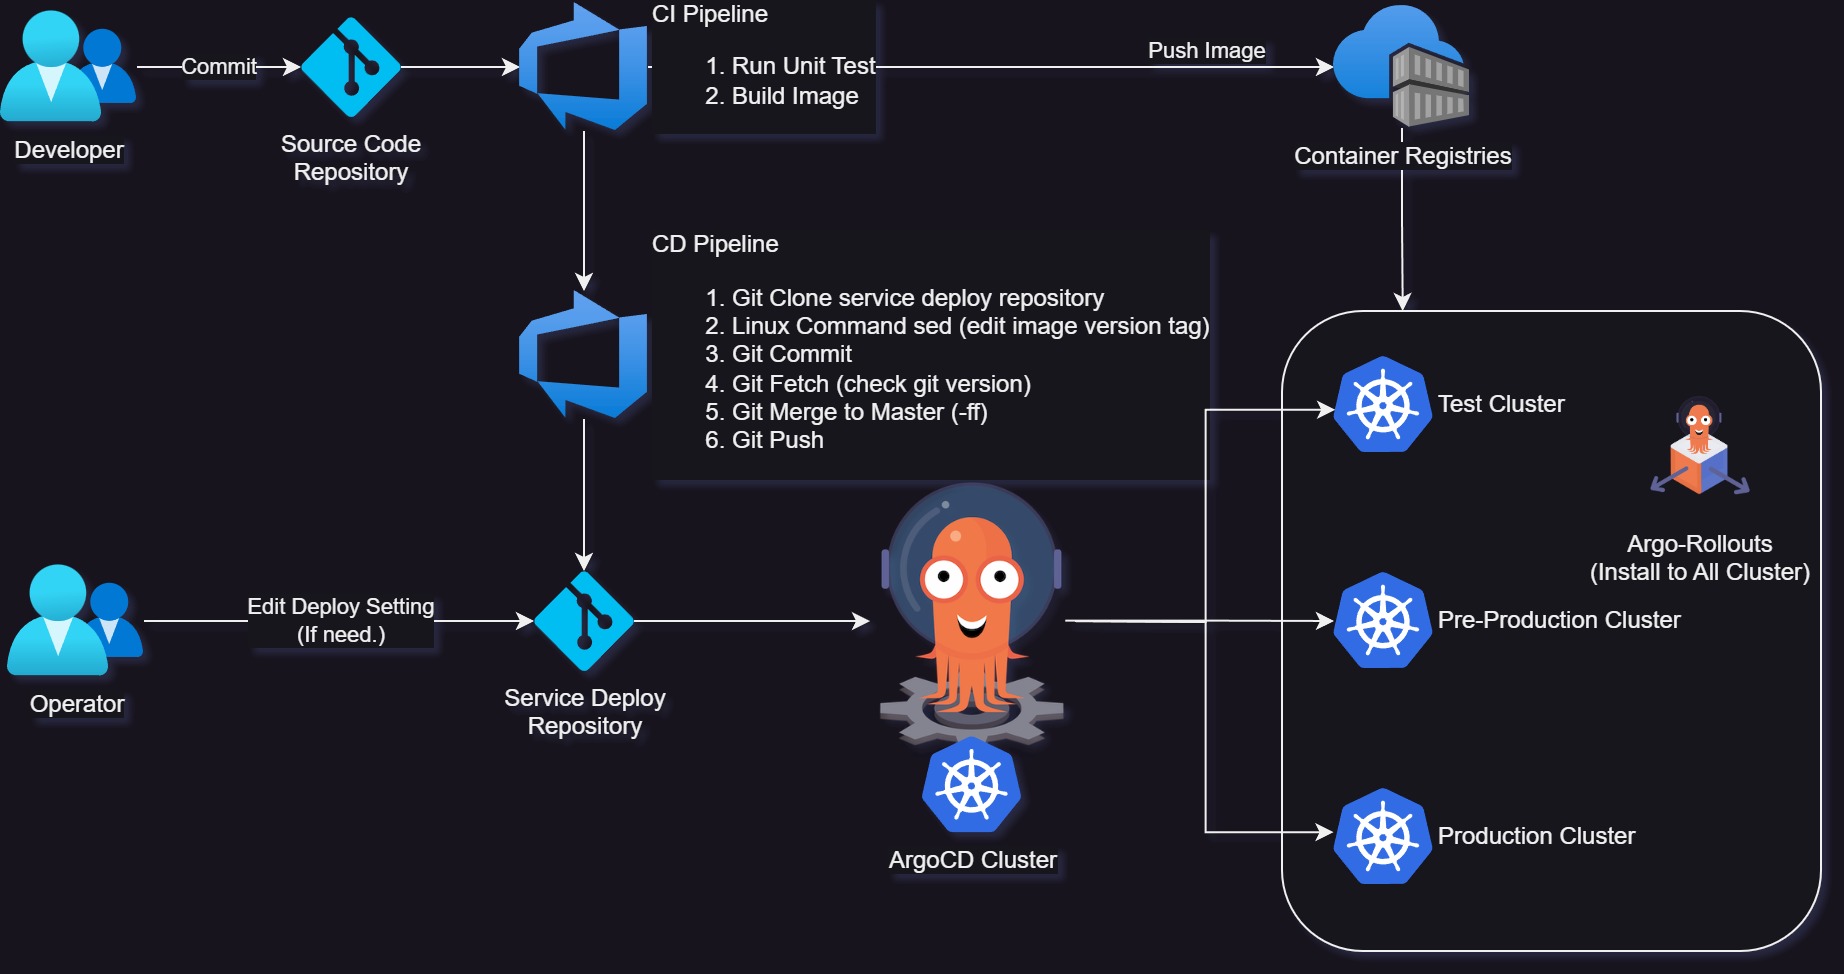 CI Pipeline
1. Run Unit Test
2. Build Image
Commit
Push Image
Developer
Source Code
Repository
Container Registries
CD Pipeline
1. Git Clone service deploy repository
2. Linux Command sed (edit image version tag)
3. Git Commit
4. Git Fetch (check git version)
5. Git Merge to Master (-ff)
6. Git Push
Test Cluster
Argo-Rollouts
(Install to All Cluster)
Edit Deploy Setting
(If need.)
Pre-Production Cluster
Operator
Service Deploy
Repository
Production Cluster
ArgoCD Cluster